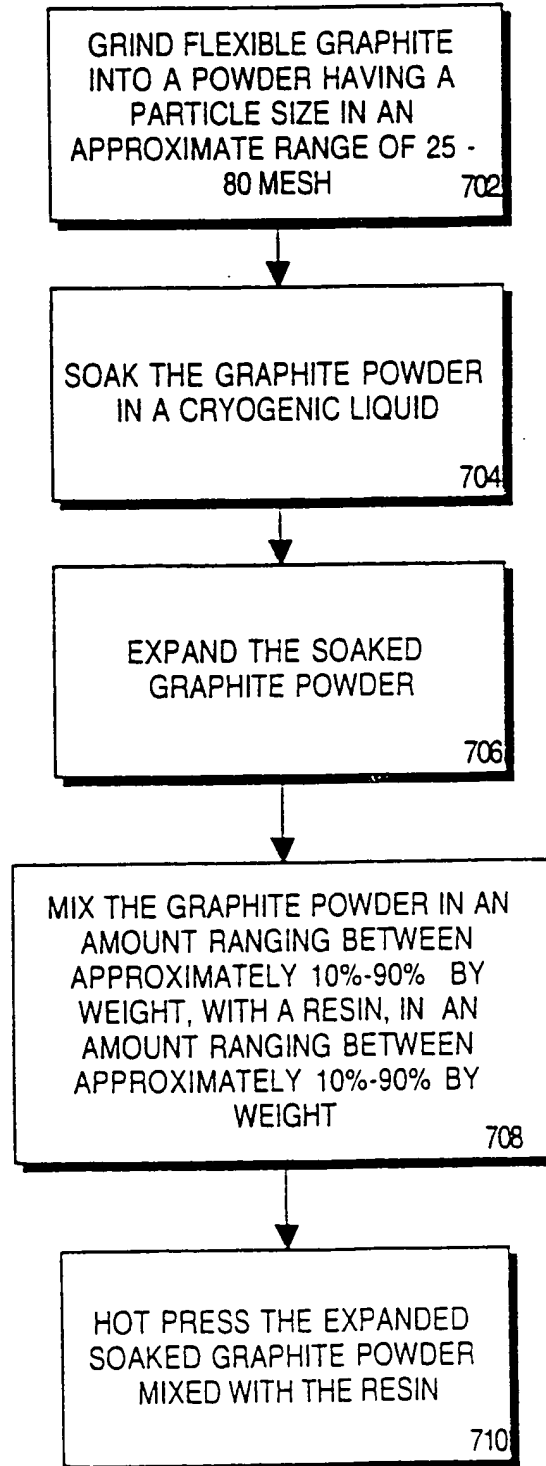 GRIND FLEXIBLE GRAPHITE
INTO A POWDER HAVING A
PARTICLE SIZE IN AN
APPROXIMATE RANGE OF 25 -
80 MESH
702
SOAK THE GRAPHITE POWDER
IN A CRYOGENIC LIQUID
704
EXPAND THE SOAKED
GRAPHITE POWDER
706
MIX THE GRAPHITE POWDER IN AN
AMOUNT RANGING BETWEEN
APPROXIMATELY 10%-90% BY
WEIGHT, WITH A RESIN, IN AN
AMOUNT RANGING BETWEEN
APPROXIMATELY 10%-90% BY
WEIGHT
708
HOT PRESS THE EXPANDED
SOAKED GRAPHITE POWDER
MIXED WITH THE RESIN
710